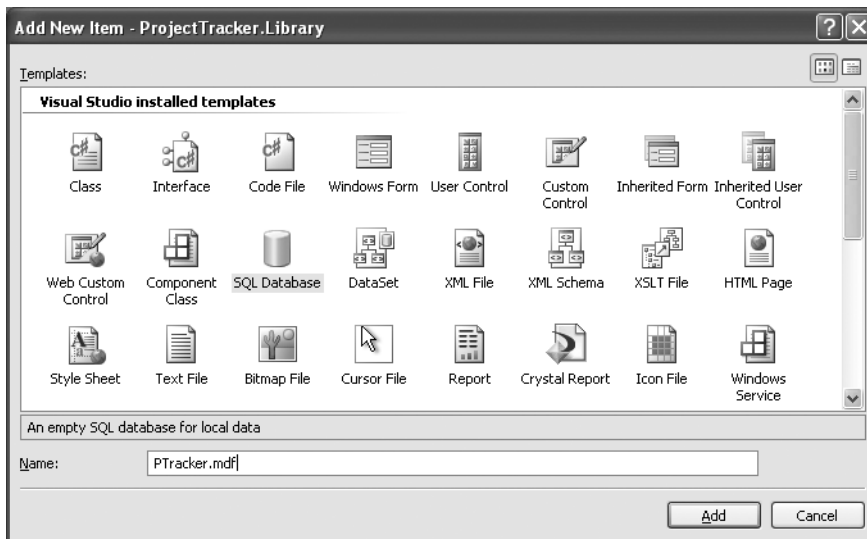 Add New Item - ProjectTracker.Library
Templates:
Visual Studio installed templates
Class
Interface
Code File
Windows Form
User Control
Custom
Control
Inherited Form
Inherited User
Control
Web Custom
Control
Component
Class
SQL Database
DataSet
XML File
XML Schema
XSLT File
HTML Page
Style Sheet
Text File
Bitmap File
Cursor File
Report
Crystal Report
Icon File
Windows
Service
An empty SQL database for local data
Name:
PTracker.mdf
Add
Cancel